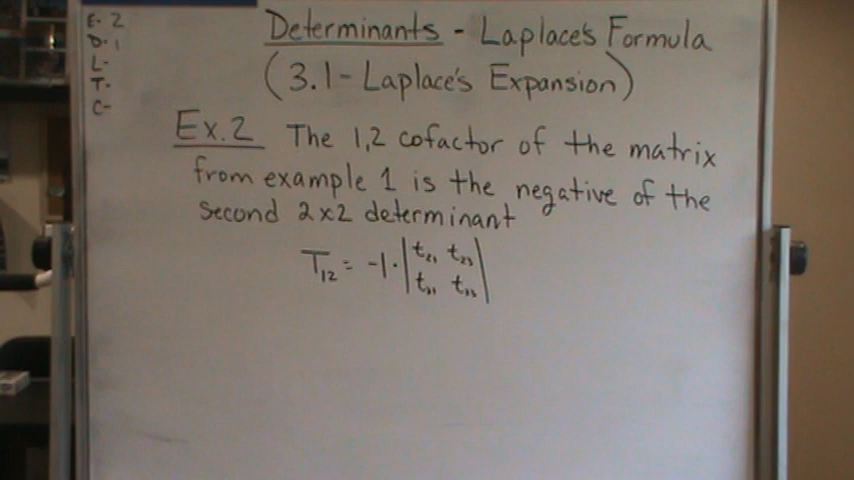 E- 2
D- 1
L-
T-
C-
Determinants - Laplace's Formula
(3.1 - Laplace's Expansion)
Ex.2 The 1,2 cofactor of the matrix
from example 1 is the negative of the
second 2x2 determinant
T₁₂ = -1 · | t₂₁ t₂₃ |
| t₃₁ t₃₃ |